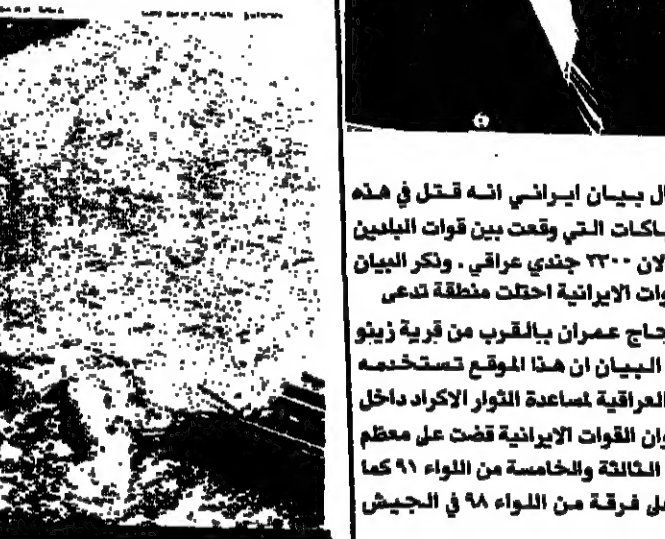 ال بيان ايراني انه قتل في هذه
باكات التي وقعت بين قوات البلدين
لان ٢٣٠٠ جندي عراقي . وذكر البيان
وات الايرانية احتلت منطقة تدعى
حاج عمران بالقرب من قرية زينو
البيان ان هذا الموقع تستخدمه
العراقية لمساعدة الثوار الاكراد داخل
وان القوات الايرانية قضت على معظم
الثالثة والخامسة من اللواء ٩١ كما
فرقة من اللواء ٩٨ في الجيش